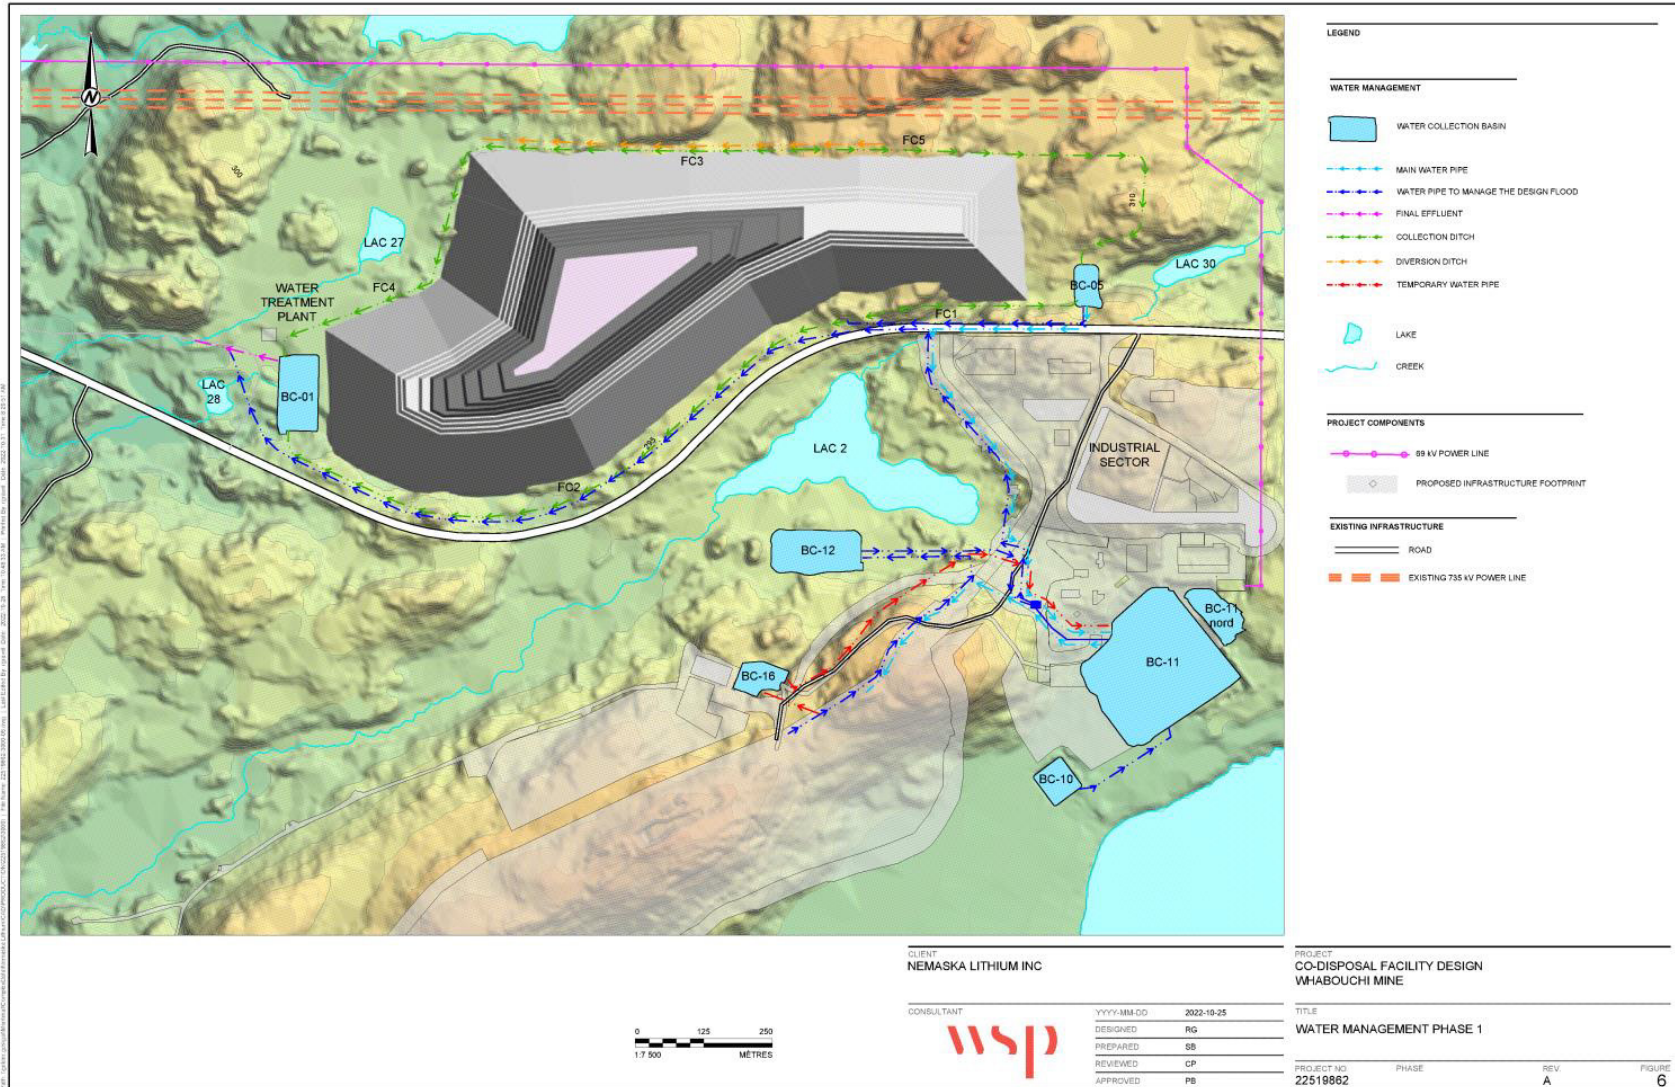 LEGEND
WATER MANAGEMENT
WATER COLLECTION BASIN
MAIN WATER PIPE
WATER PIPE TO MANAGE THE DESIGN FLOOD
FINAL EFFLUENT
COLLECTION DITCH
DIVERSION DITCH
TEMPORARY WATER PIPE
LAKE
CREEK
PROJECT COMPONENTS
69 kV POWER LINE
PROPOSED INFRASTRUCTURE FOOTPRINT
EXISTING INFRASTRUCTURE
ROAD
EXISTING 735 kV POWER LINE
N
300
FC3
FC5
310
LAC 27
LAC 30
FC4
BC-05
WATER
TREATMENT
PLANT
FC1
LAC
28
BC-01
295
LAC 2
INDUSTRIAL
SECTOR
FC2
BC-12
BC-11
nord
BC-11
BC-16
BC-10
0 125 250
1:7 500 MÈTRES
CLIENT
NEMASKA LITHIUM INC
CONSULTANT
wsp
YYYY-MM-DD 2022-10-25
DESIGNED RG
PREPARED SB
REVIEWED CP
APPROVED PB
PROJECT
CO-DISPOSAL FACILITY DESIGN
WHABOUCHI MINE
TITLE
WATER MANAGEMENT PHASE 1
PROJECT NO. PHASE REV. FIGURE
22519862 A 6